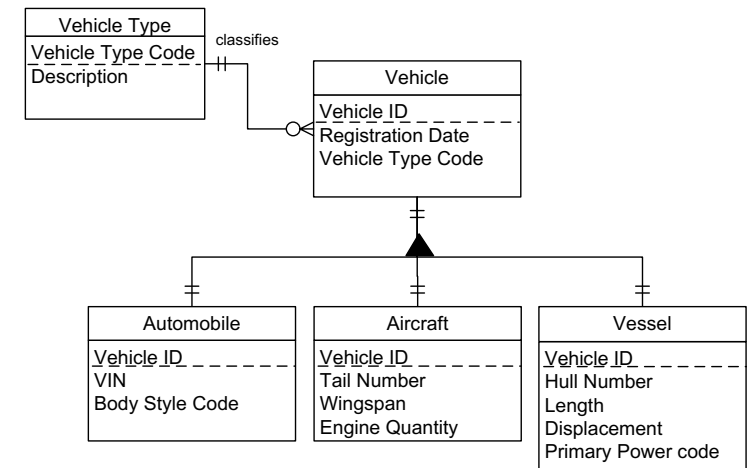 Vehicle Type
Vehicle Type Code
Description
classifies
Vehicle
Vehicle ID
Registration Date
Vehicle Type Code
Automobile
Vehicle ID
VIN
Body Style Code
Aircraft
Vehicle ID
Tail Number
Wingspan
Engine Quantity
Vessel
Vehicle ID
Hull Number
Length
Displacement
Primary Power code